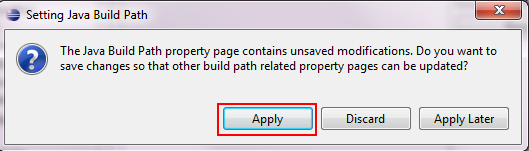 Setting Java Build Path
The Java Build Path property page contains unsaved modifications. Do you want to
save changes so that other build path related property pages can be updated?
Apply
Discard
Apply Later